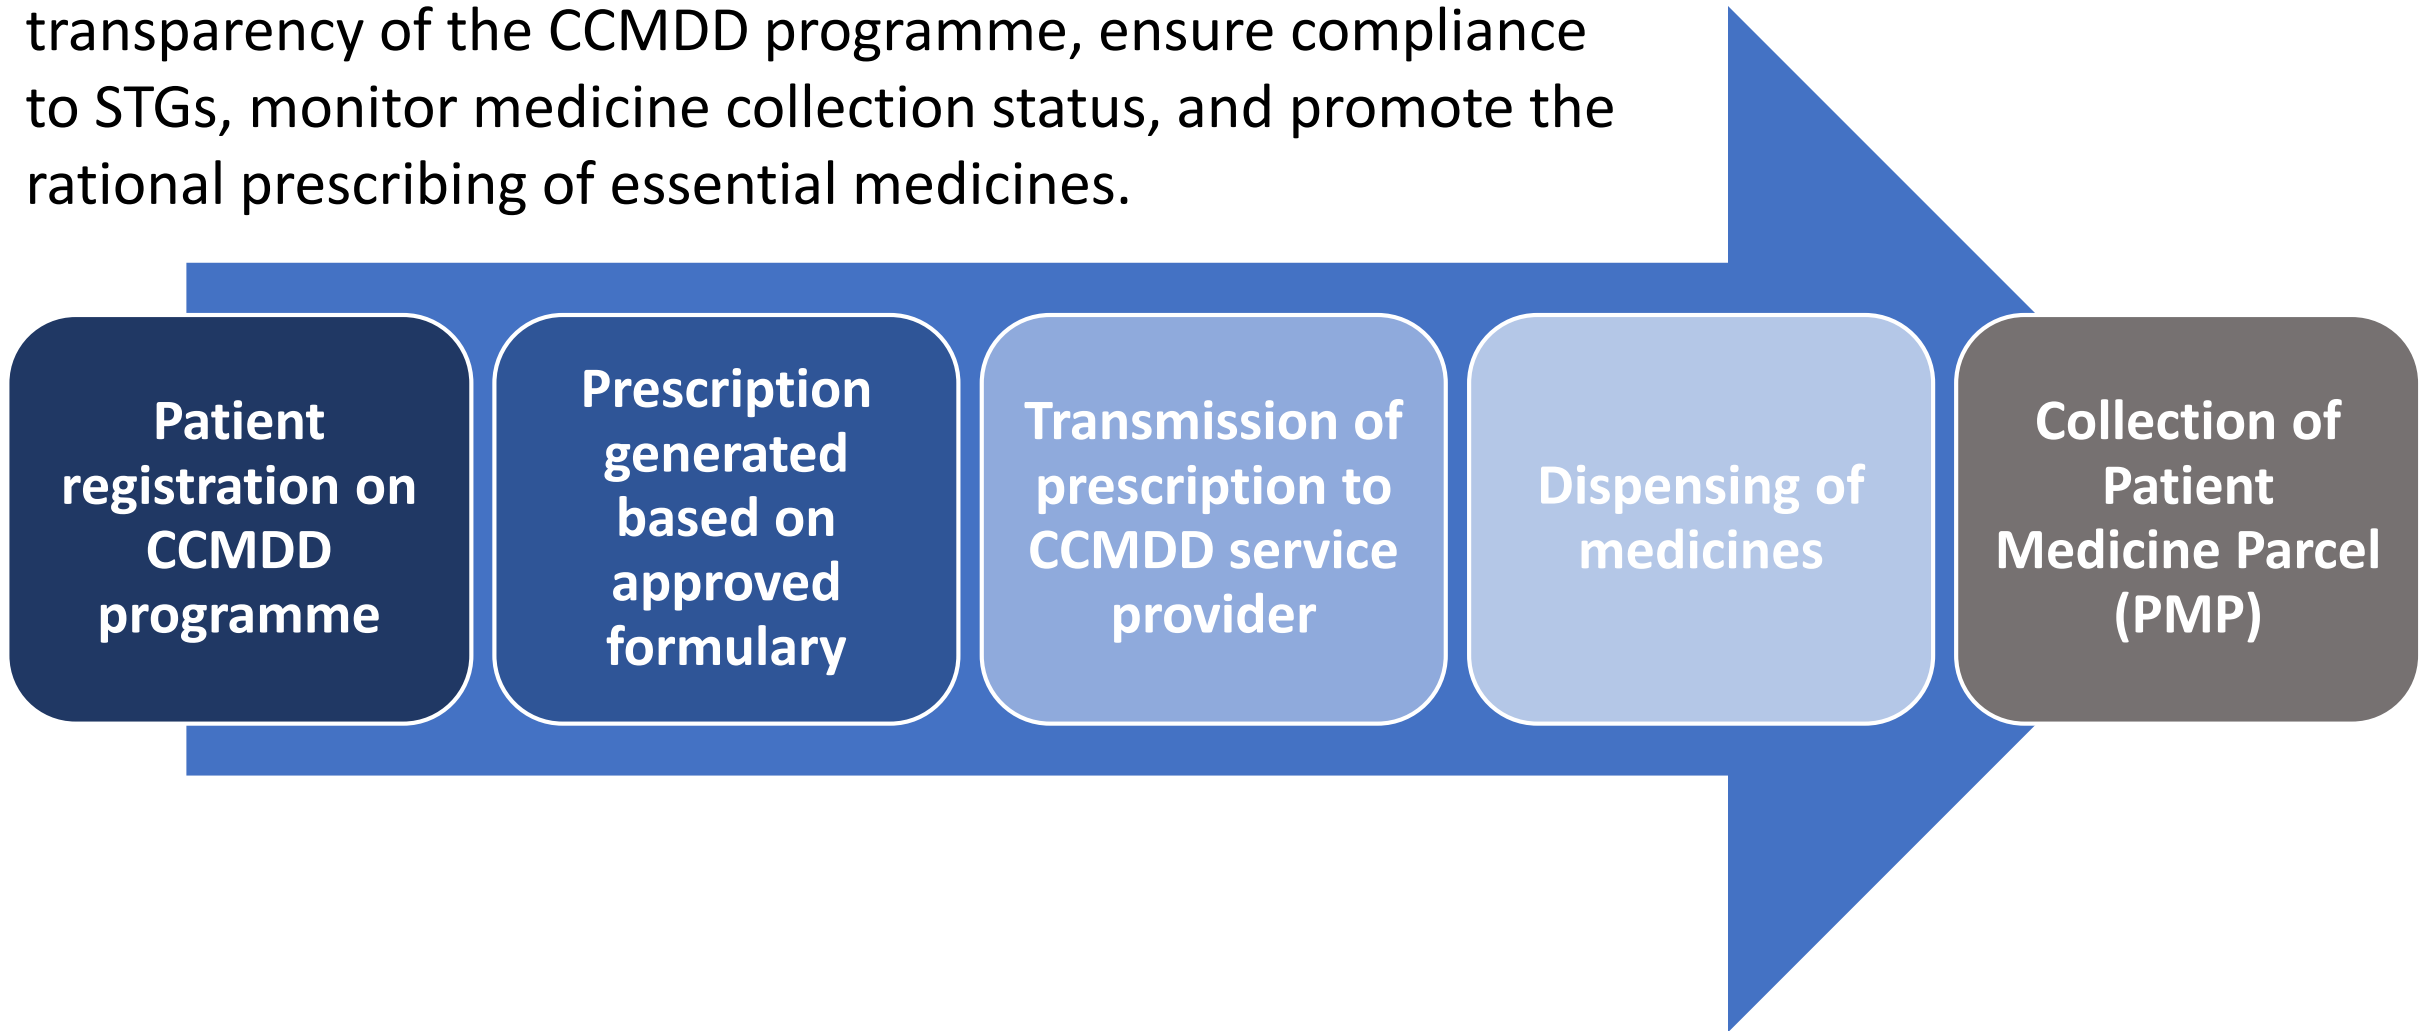 transparency of the CCMDD programme, ensure compliance
to STGs, monitor medicine collection status, and promote the
rational prescribing of essential medicines.
Patient
registration on
CCMDD
programme
Prescription
generated
based on
approved
formulary
Transmission of
prescription to
CCMDD service
provider
Dispensing of
medicines
Collection of
Patient
Medicine Parcel
(PMP)